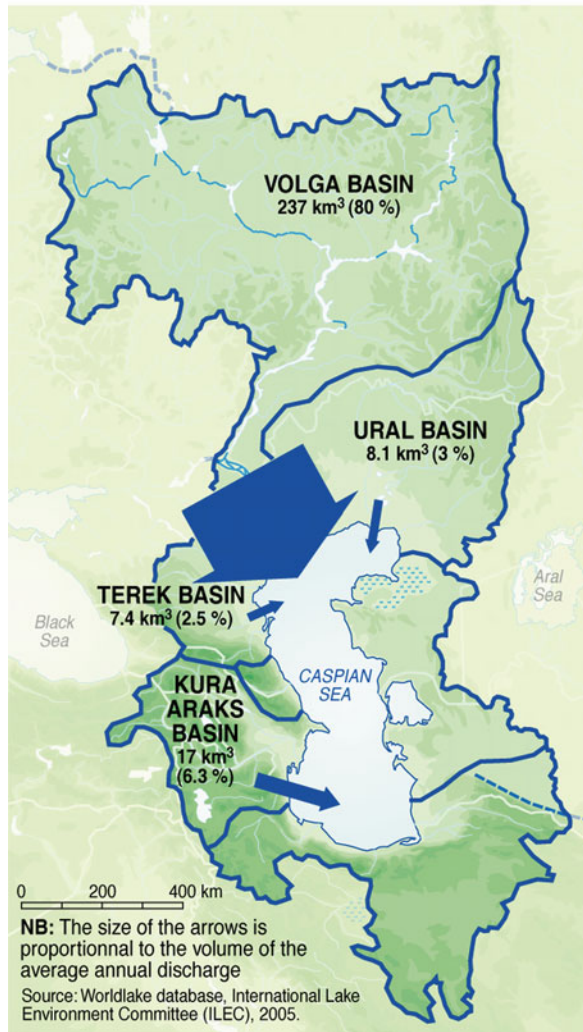 VOLGA BASIN
237 km³ (80 %)
URAL BASIN
8.1 km³ (3 %)
TEREK BASIN
7.4 km³ (2.5 %)
Black
Sea
Aral
Sea
CASPIAN
SEA
KURA
ARAKS
BASIN
17 km³
(6.3 %)
0 200 400 km
NB: The size of the arrows is
proportionnal to the volume of the
average annual discharge
Source: Worldlake database, International Lake
Environment Committee (ILEC), 2005.